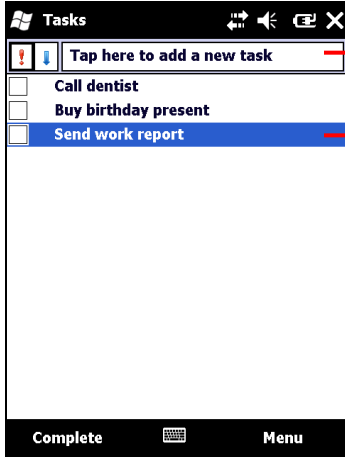 Tasks
Tap here to add a new task
Call dentist
Buy birthday present
Send work report
Complete Menu